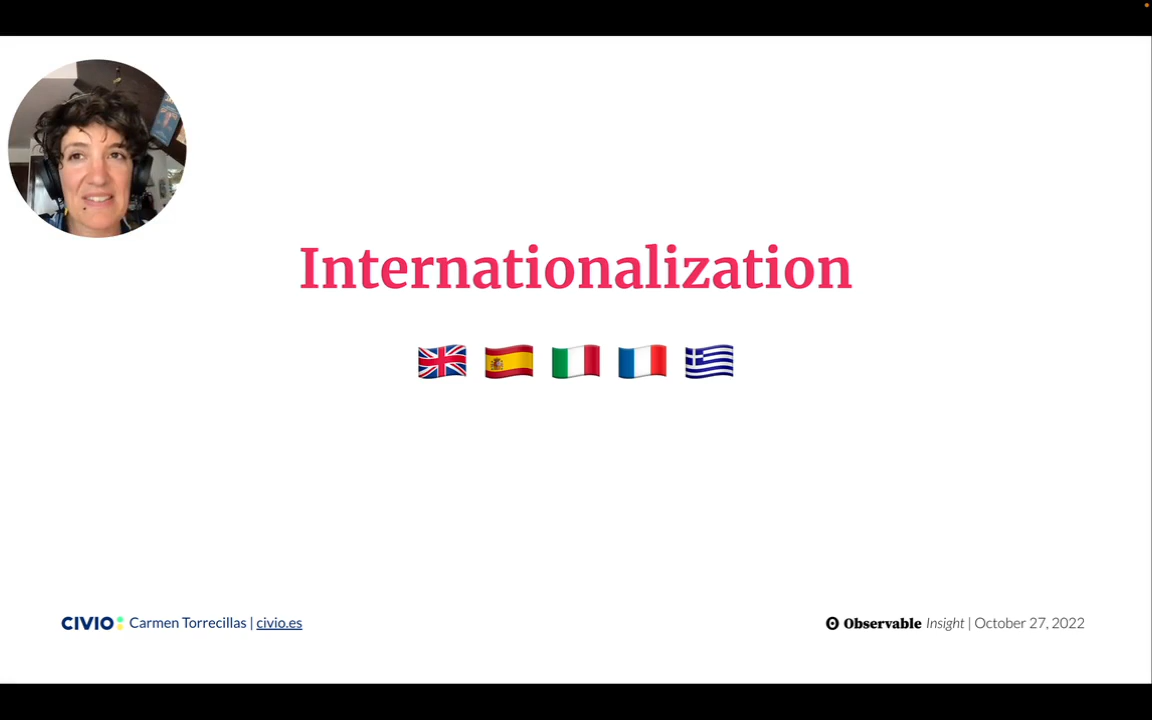 Internationalization
CIVIO Carmen Torrecillas | civio.es
Observable Insight | October 27, 2022